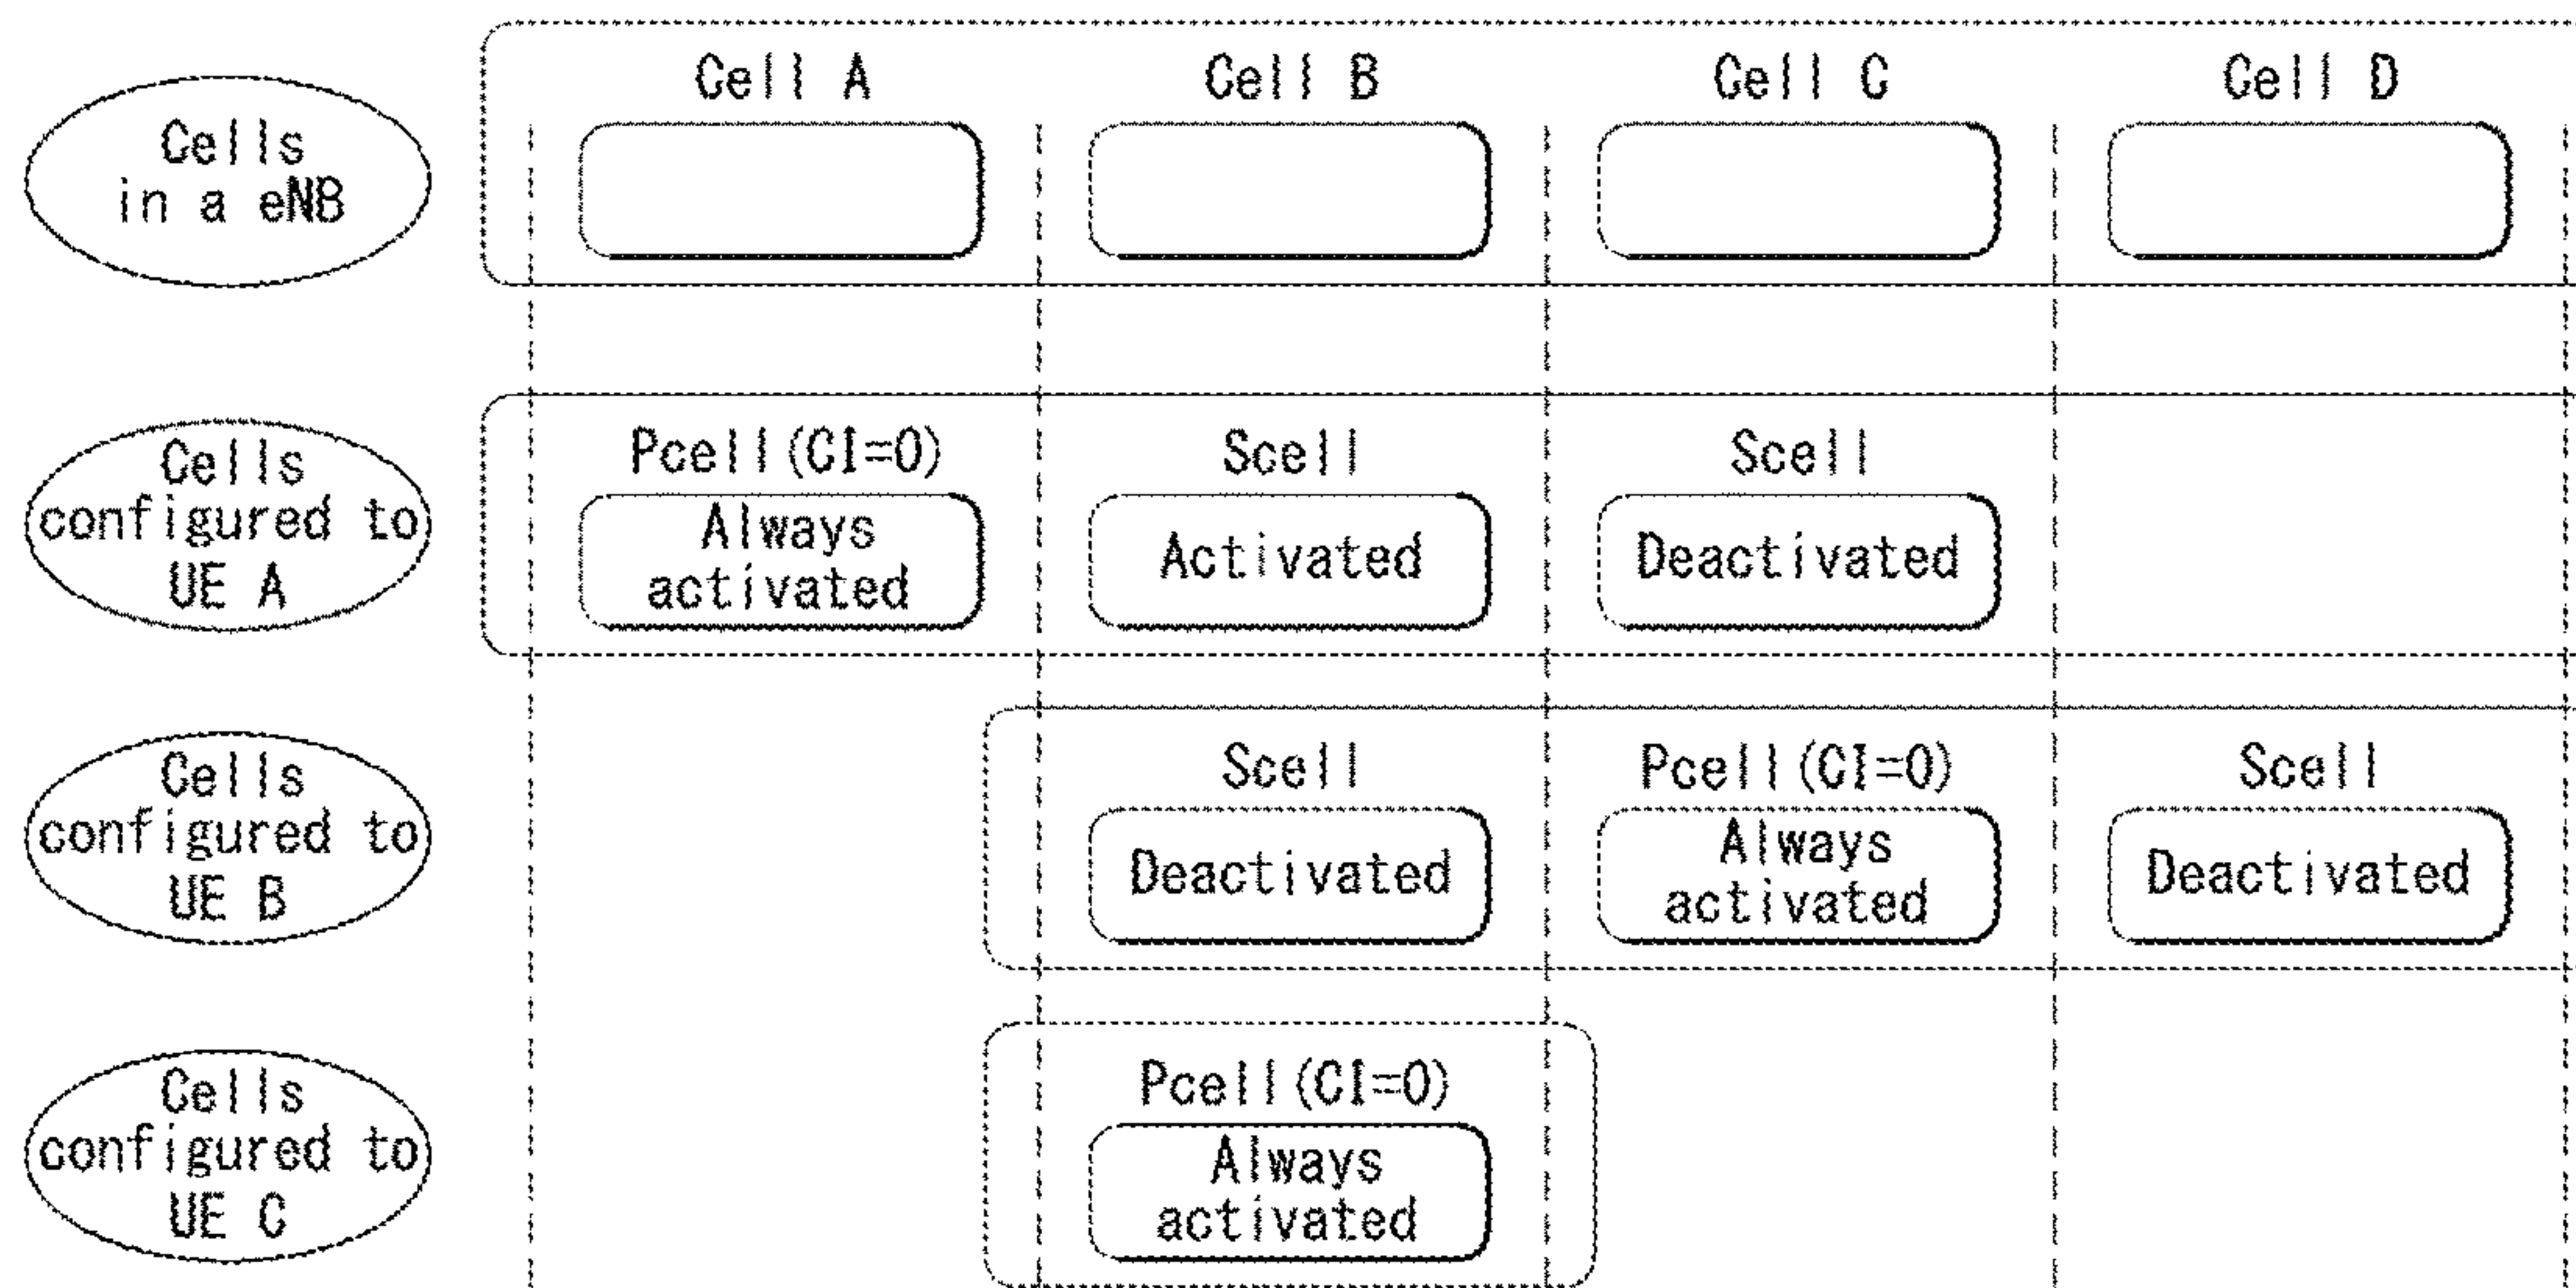 Cell A
Cell B
Cell C
Cell D
Cells
in a eNB
Pcell(CI=0)
Scell
Scell
Cells
configured to
UE A
Always
activated
Activated
Deactivated
Scell
Pcell(CI=0)
Scell
Cells
configured to
UE B
Deactivated
Always
activated
Deactivated
Pcell(CI=0)
Cells
configured to
UE C
Always
activated